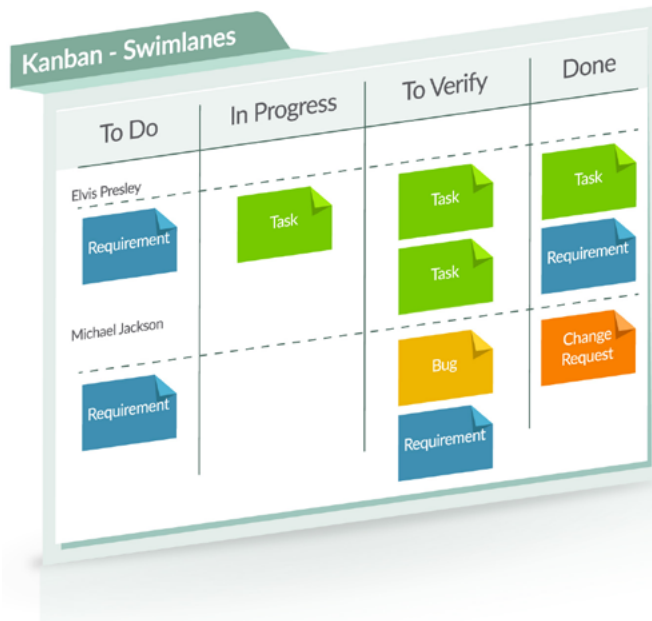 Kanban - Swimlanes
To Do
In Progress
To Verify
Done
Elvis Presley
Requirement
Task
Task
Task
Task
Requirement
Michael Jackson
Requirement
Bug
Requirement
Change
Request